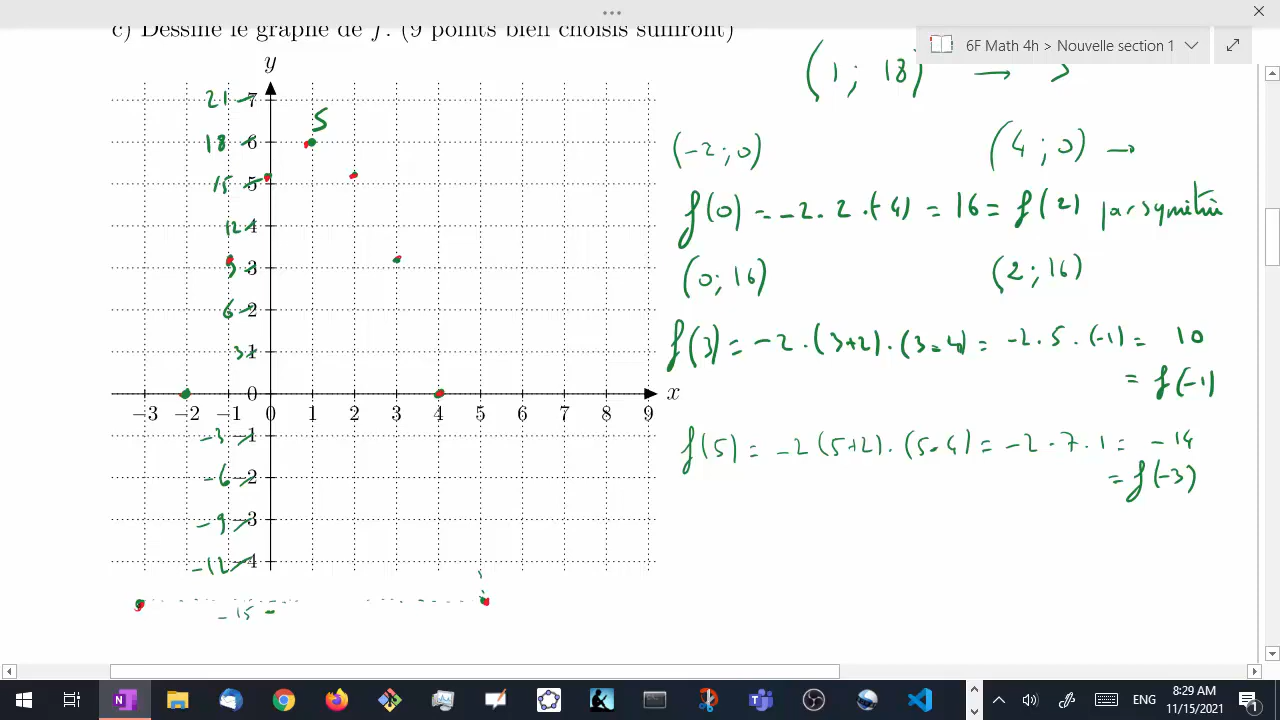 c) Dessine le graphe de f. (9 points bien choisis suffiront)
6F Math 4h > Nouvelle section 1
(1 ; 18) → S
(-2 ; 0) (4 ; 0) →
f(0) = -2 . 2 . (-4) = 16 = f(2) par symétrie
(0 ; 16) (2 ; 16)
f(3) = -2 . (3+2) . (3-4) = -2 . 5 . (-1) = 10
= f(-1)
f(5) = -2 (5+2) . (5-4) = -2 . 7 . 1 = -14
= f(-3)
y
21 7
S
18 6
15 5
12 4
9 3
6 2
3 1
0 x
−3 −2 −1 0 1 2 3 4 5 6 7 8 9
-3 −1
-6 −2
-9 −3
-12 −4
-15
ENG
8:29 AM
11/15/2021
1